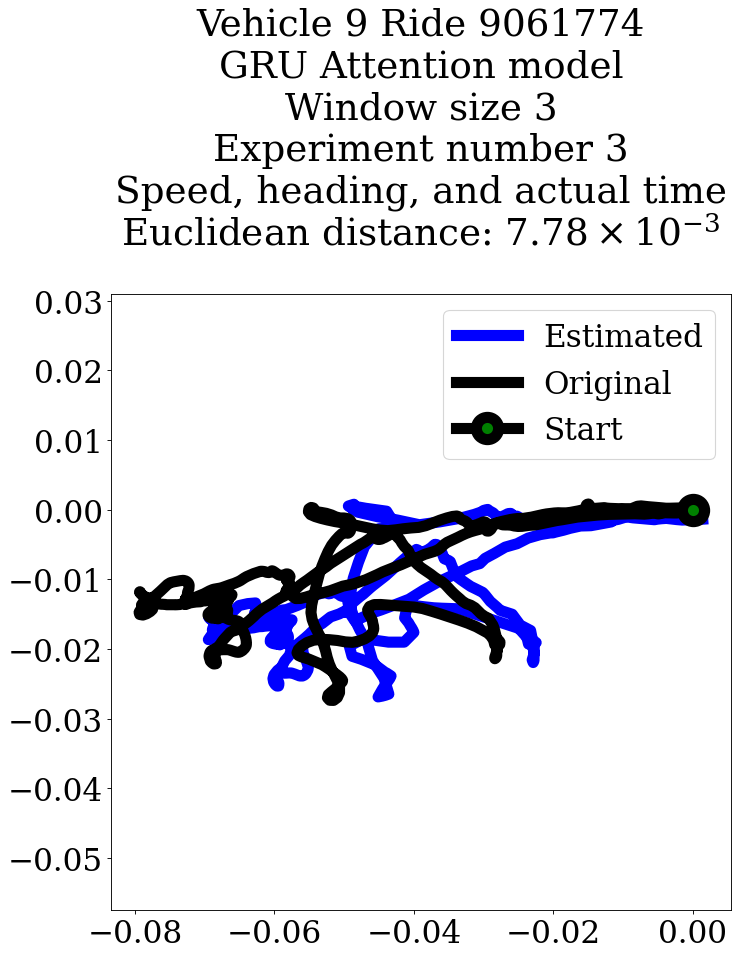 Vehicle 9 Ride 9061774
GRU Attention model
Window size 3
Experiment number 3
Speed, heading, and actual time
Euclidean distance: 7.78 × 10⁻³
0.03
0.02
0.01
0.00
−0.01
−0.02
−0.03
−0.04
−0.05
Estimated
Original
Start
−0.08 −0.06 −0.04 −0.02 0.00